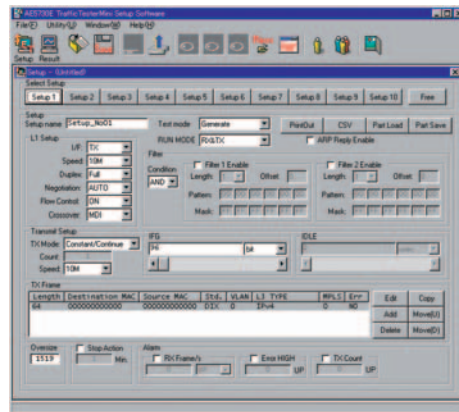 AE5700E TrafficTesterMini Setup Software
File(F) Utility(U) Window(W) Help(H)
Setup Result
Setup - (Untitled)
Select Setup
Setup 1 Setup 2 Setup 3 Setup 4 Setup 5 Setup 6 Setup 7 Setup 8 Setup 9 Setup 10 Free
Setup
Setup name Setup_No01 Test mode Generate PrintOut CSV Part Load Part Save
L1 Setup RUN MODE RX&TX ARP Reply Enable
I/F: TX
Speed: 10M
Duplex: Full
Negotiation: AUTO
Flow Control: ON
Crossover: MDI
Filter
Condition AND
Filter 1 Enable Filter 2 Enable
Length: Offset: Length: Offset:
Pattern: Pattern:
Mask: Mask:
Transmit Setup
TX Mode: Constant/Continue
Count:
Speed: 10M
IFG
96 bit
IDLE
TX Frame
Length Destination MAC Source MAC Std. VLAN L3 TYPE MPLS Err
64 000000000000 000000000000 DIX 0 IPv4 0 NO
Edit Copy
Add Move(U)
Delete Move(D)
Oversize Stop Action Alarm
1519 Min. RX Frame/s Error HIGH TX Count
UP UP